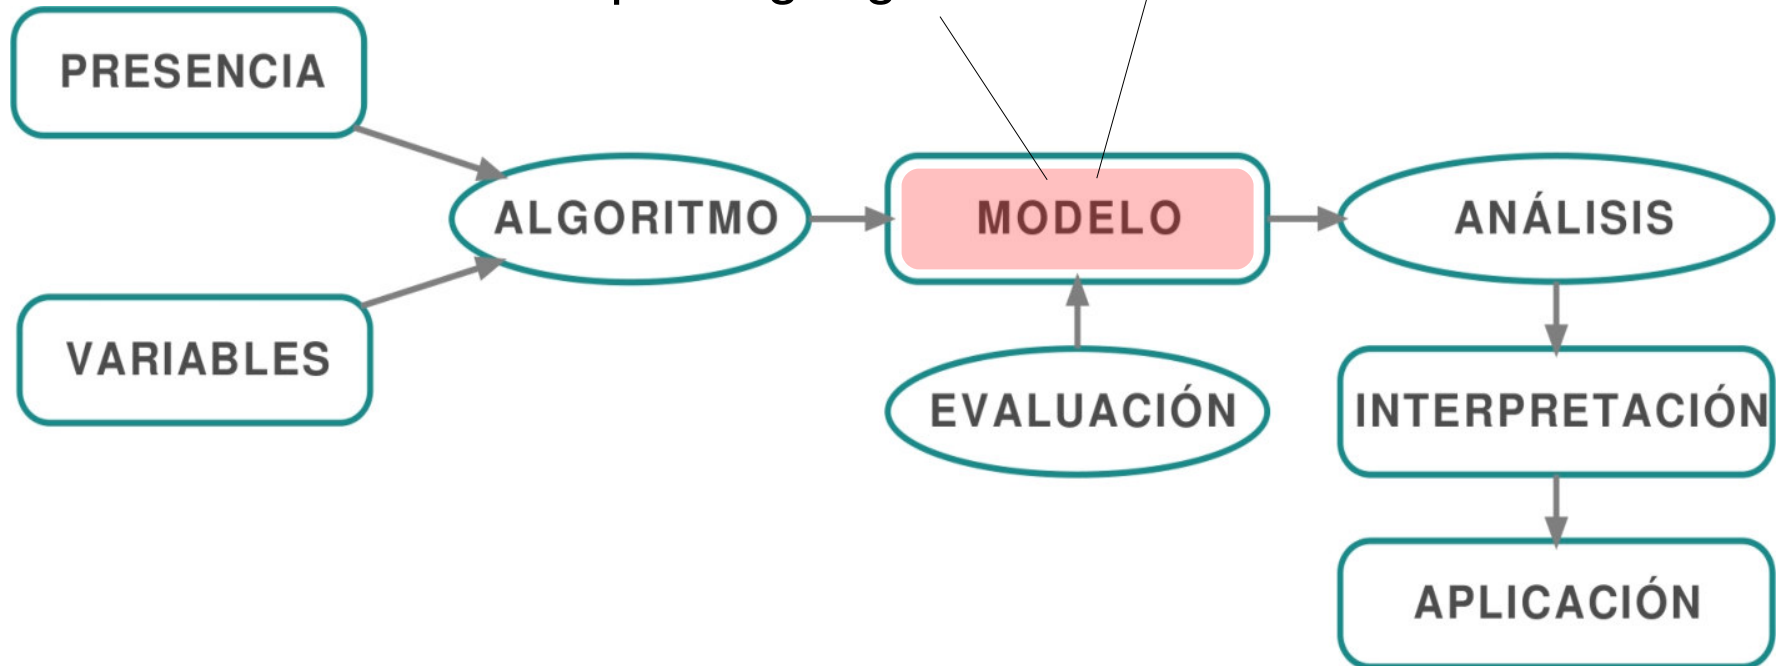 PRESENCIA
ALGORITMO
VARIABLES
MODELO
EVALUACIÓN
ANÁLISIS
INTERPRETACIÓN
APLICACIÓN